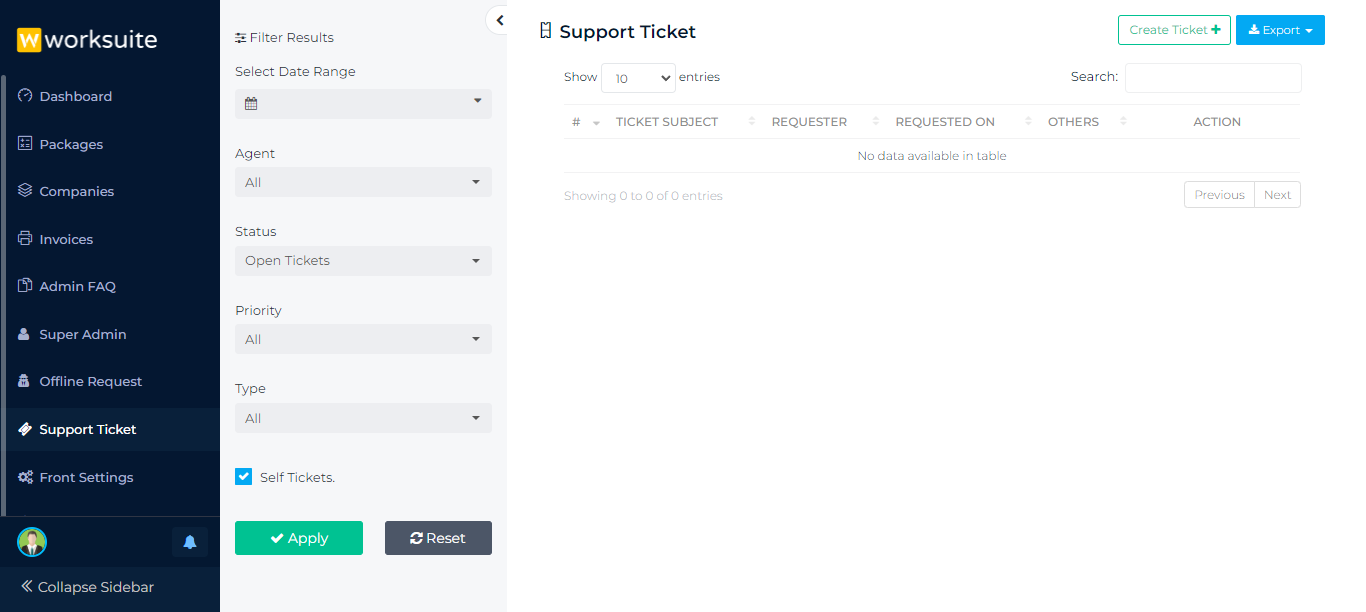 worksuite
Dashboard
Packages
Companies
Invoices
Admin FAQ
Super Admin
Offline Request
Support Ticket
Front Settings
Collapse Sidebar
Filter Results
Select Date Range
Agent
All
Status
Open Tickets
Priority
All
Type
All
Self Tickets.
Apply Reset
Support Ticket
Create Ticket Export
Show 10 entries Search:
# TICKET SUBJECT REQUESTER REQUESTED ON OTHERS ACTION
No data available in table
Showing 0 to 0 of 0 entries Previous Next